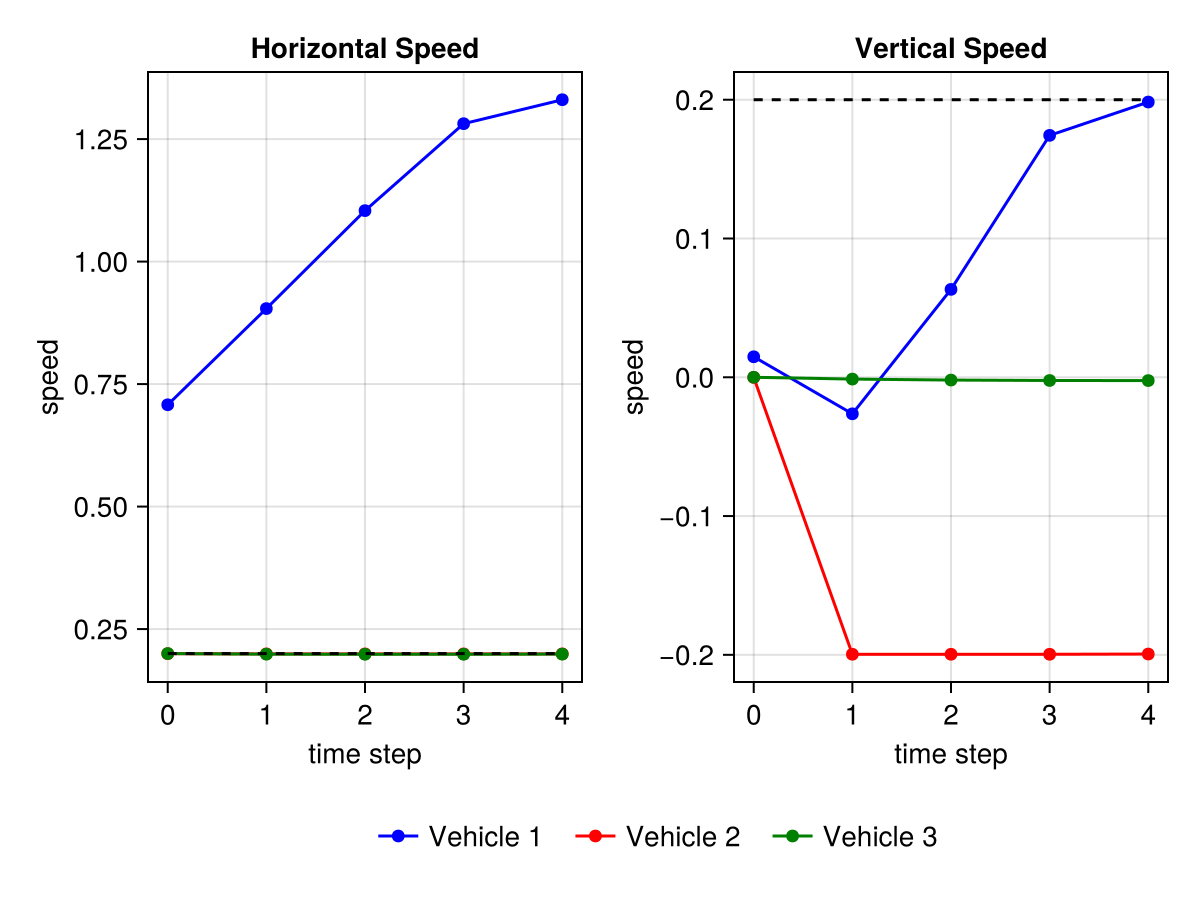 Horizontal Speed
speed
1.25
1.00
0.75
0.50
0.25
0 1 2 3 4
time step
Vertical Speed
speed
0.2
0.1
0.0
−0.1
−0.2
0 1 2 3 4
time step
Vehicle 1 Vehicle 2 Vehicle 3